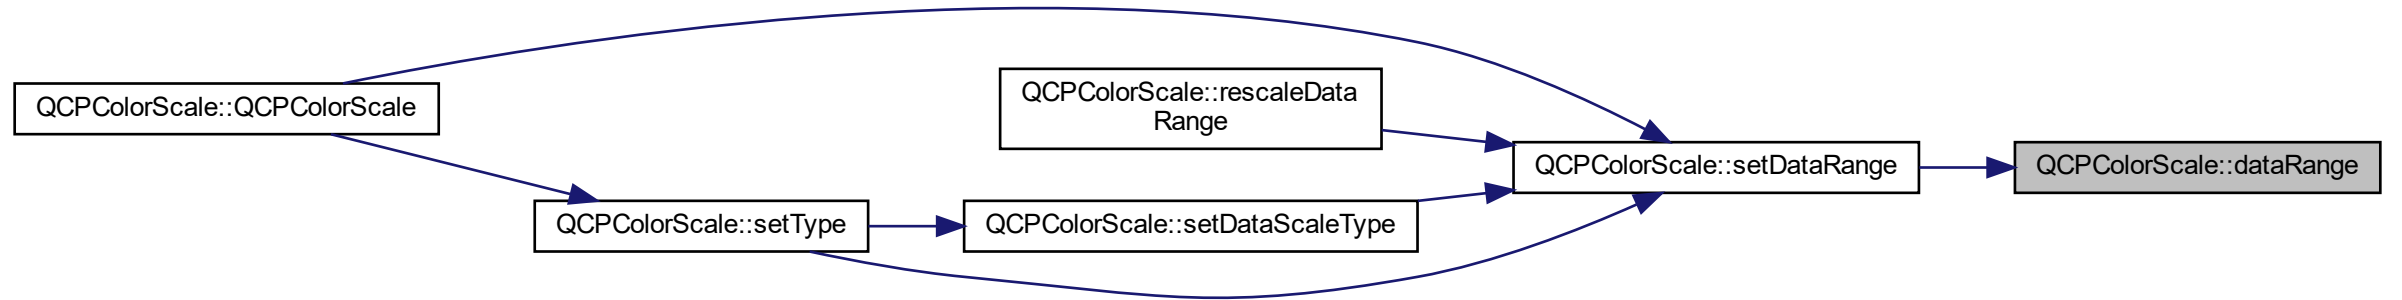 QCPColorScale::QCPColorScale
QCPColorScale::rescaleData
Range
QCPColorScale::setDataRange
QCPColorScale::dataRange
QCPColorScale::setType
QCPColorScale::setDataScaleType